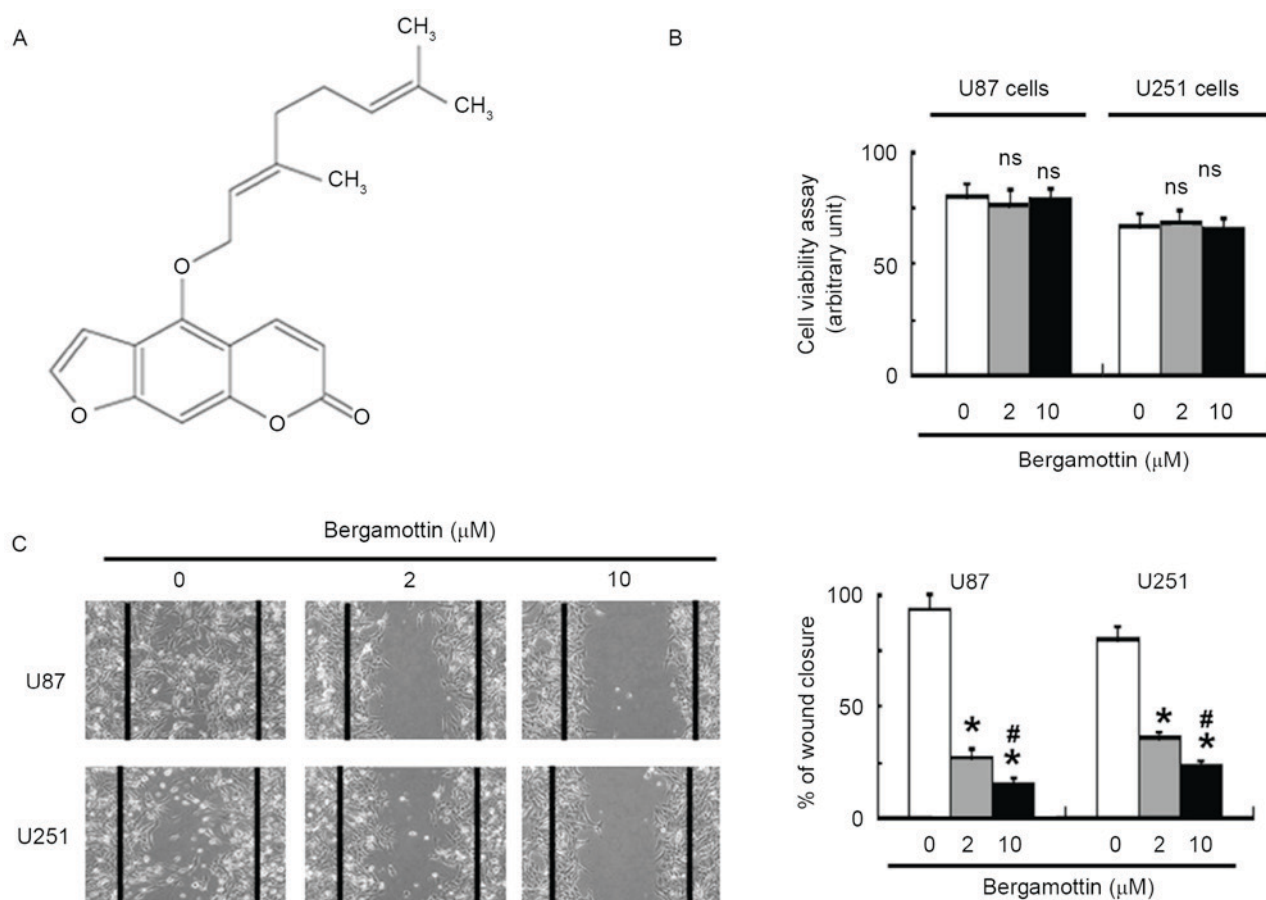 A
CH3
CH3
CH3
O
O
O
O
B
U87 cells
U251 cells
Cell viability assay
(arbitrary unit)
100
50
0
ns
ns
ns
ns
0 2 10 0 2 10
Bergamottin (μM)
C
Bergamottin (μM)
0 2 10
U87
U251
% of wound closure
100
50
0
U87
U251
*
#
*
*
#
*
0 2 10 0 2 10
Bergamottin (μM)